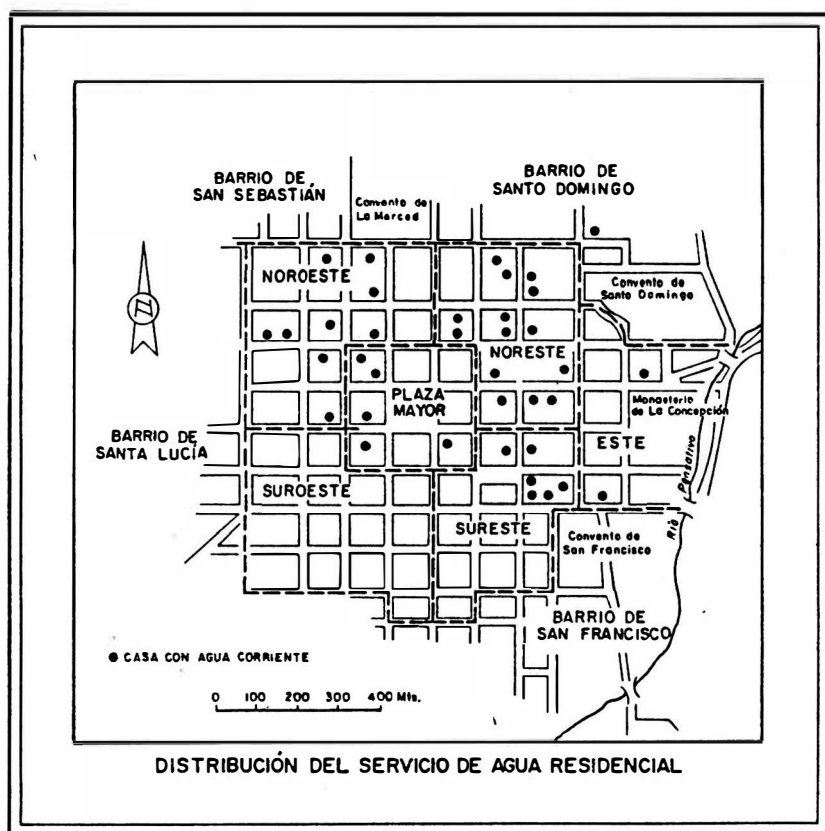 BARRIO DE
SAN SEBASTIÁN
Convento de
La Merced
BARRIO DE
SANTO DOMINGO
NOROESTE
Convento de
Santo Domingo
NORESTE
PLAZA
MAYOR
Monasterio
de La Concepción
BARRIO DE
SANTA LUCÍA
ESTE
Río Pensativo
SUROESTE
SURESTE
Convento de
San Francisco
BARRIO DE
SAN FRANCISCO
CASA CON AGUA CORRIENTE
0 100 200 300 400 Mts.
DISTRIBUCIÓN DEL SERVICIO DE AGUA RESIDENCIAL